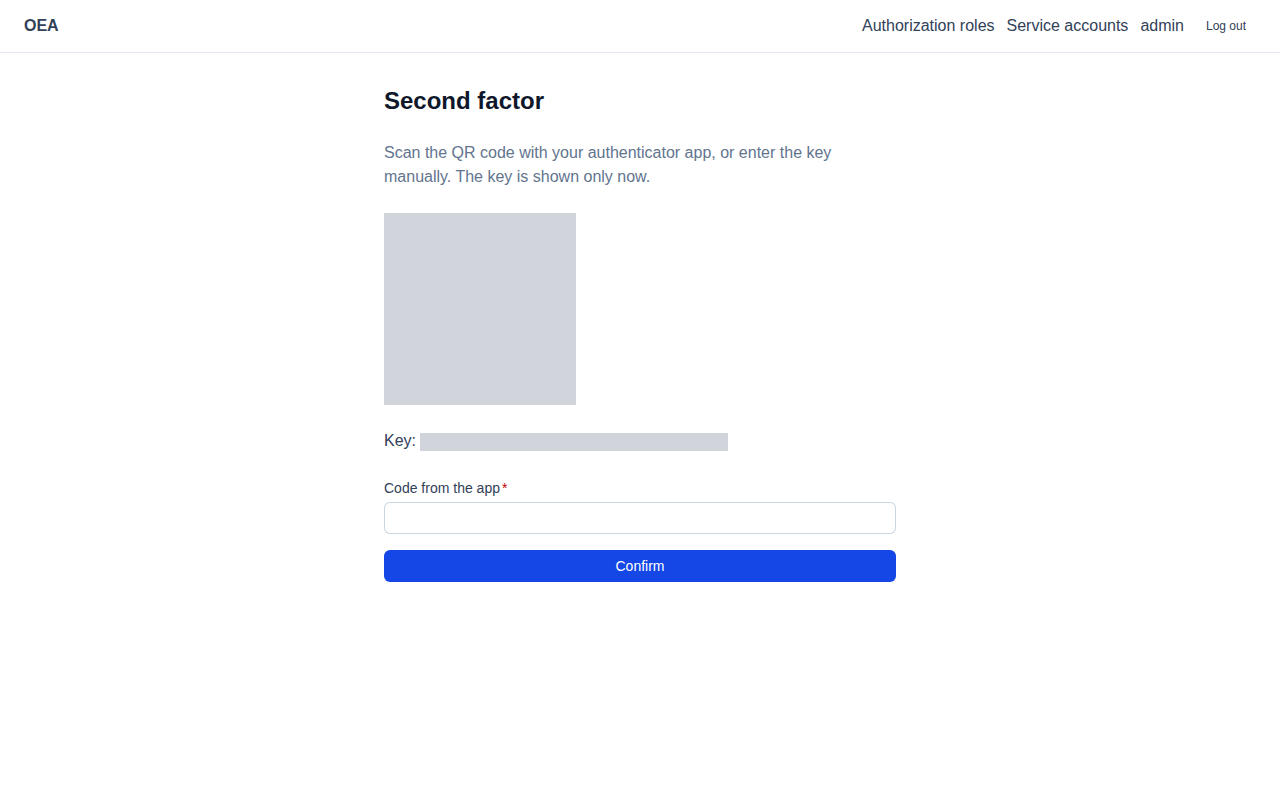 OEA
Authorization roles Service accounts admin Log out
Second factor
Scan the QR code with your authenticator app, or enter the key
manually. The key is shown only now.
Key:
Code from the app*
Confirm